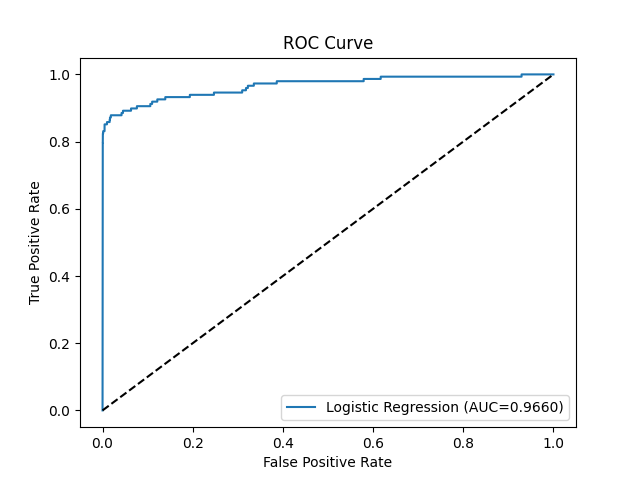 ROC Curve
1.0
0.8
0.6
0.4
0.2
0.0
True Positive Rate
Logistic Regression (AUC=0.9660)
0.0 0.2 0.4 0.6 0.8 1.0
False Positive Rate